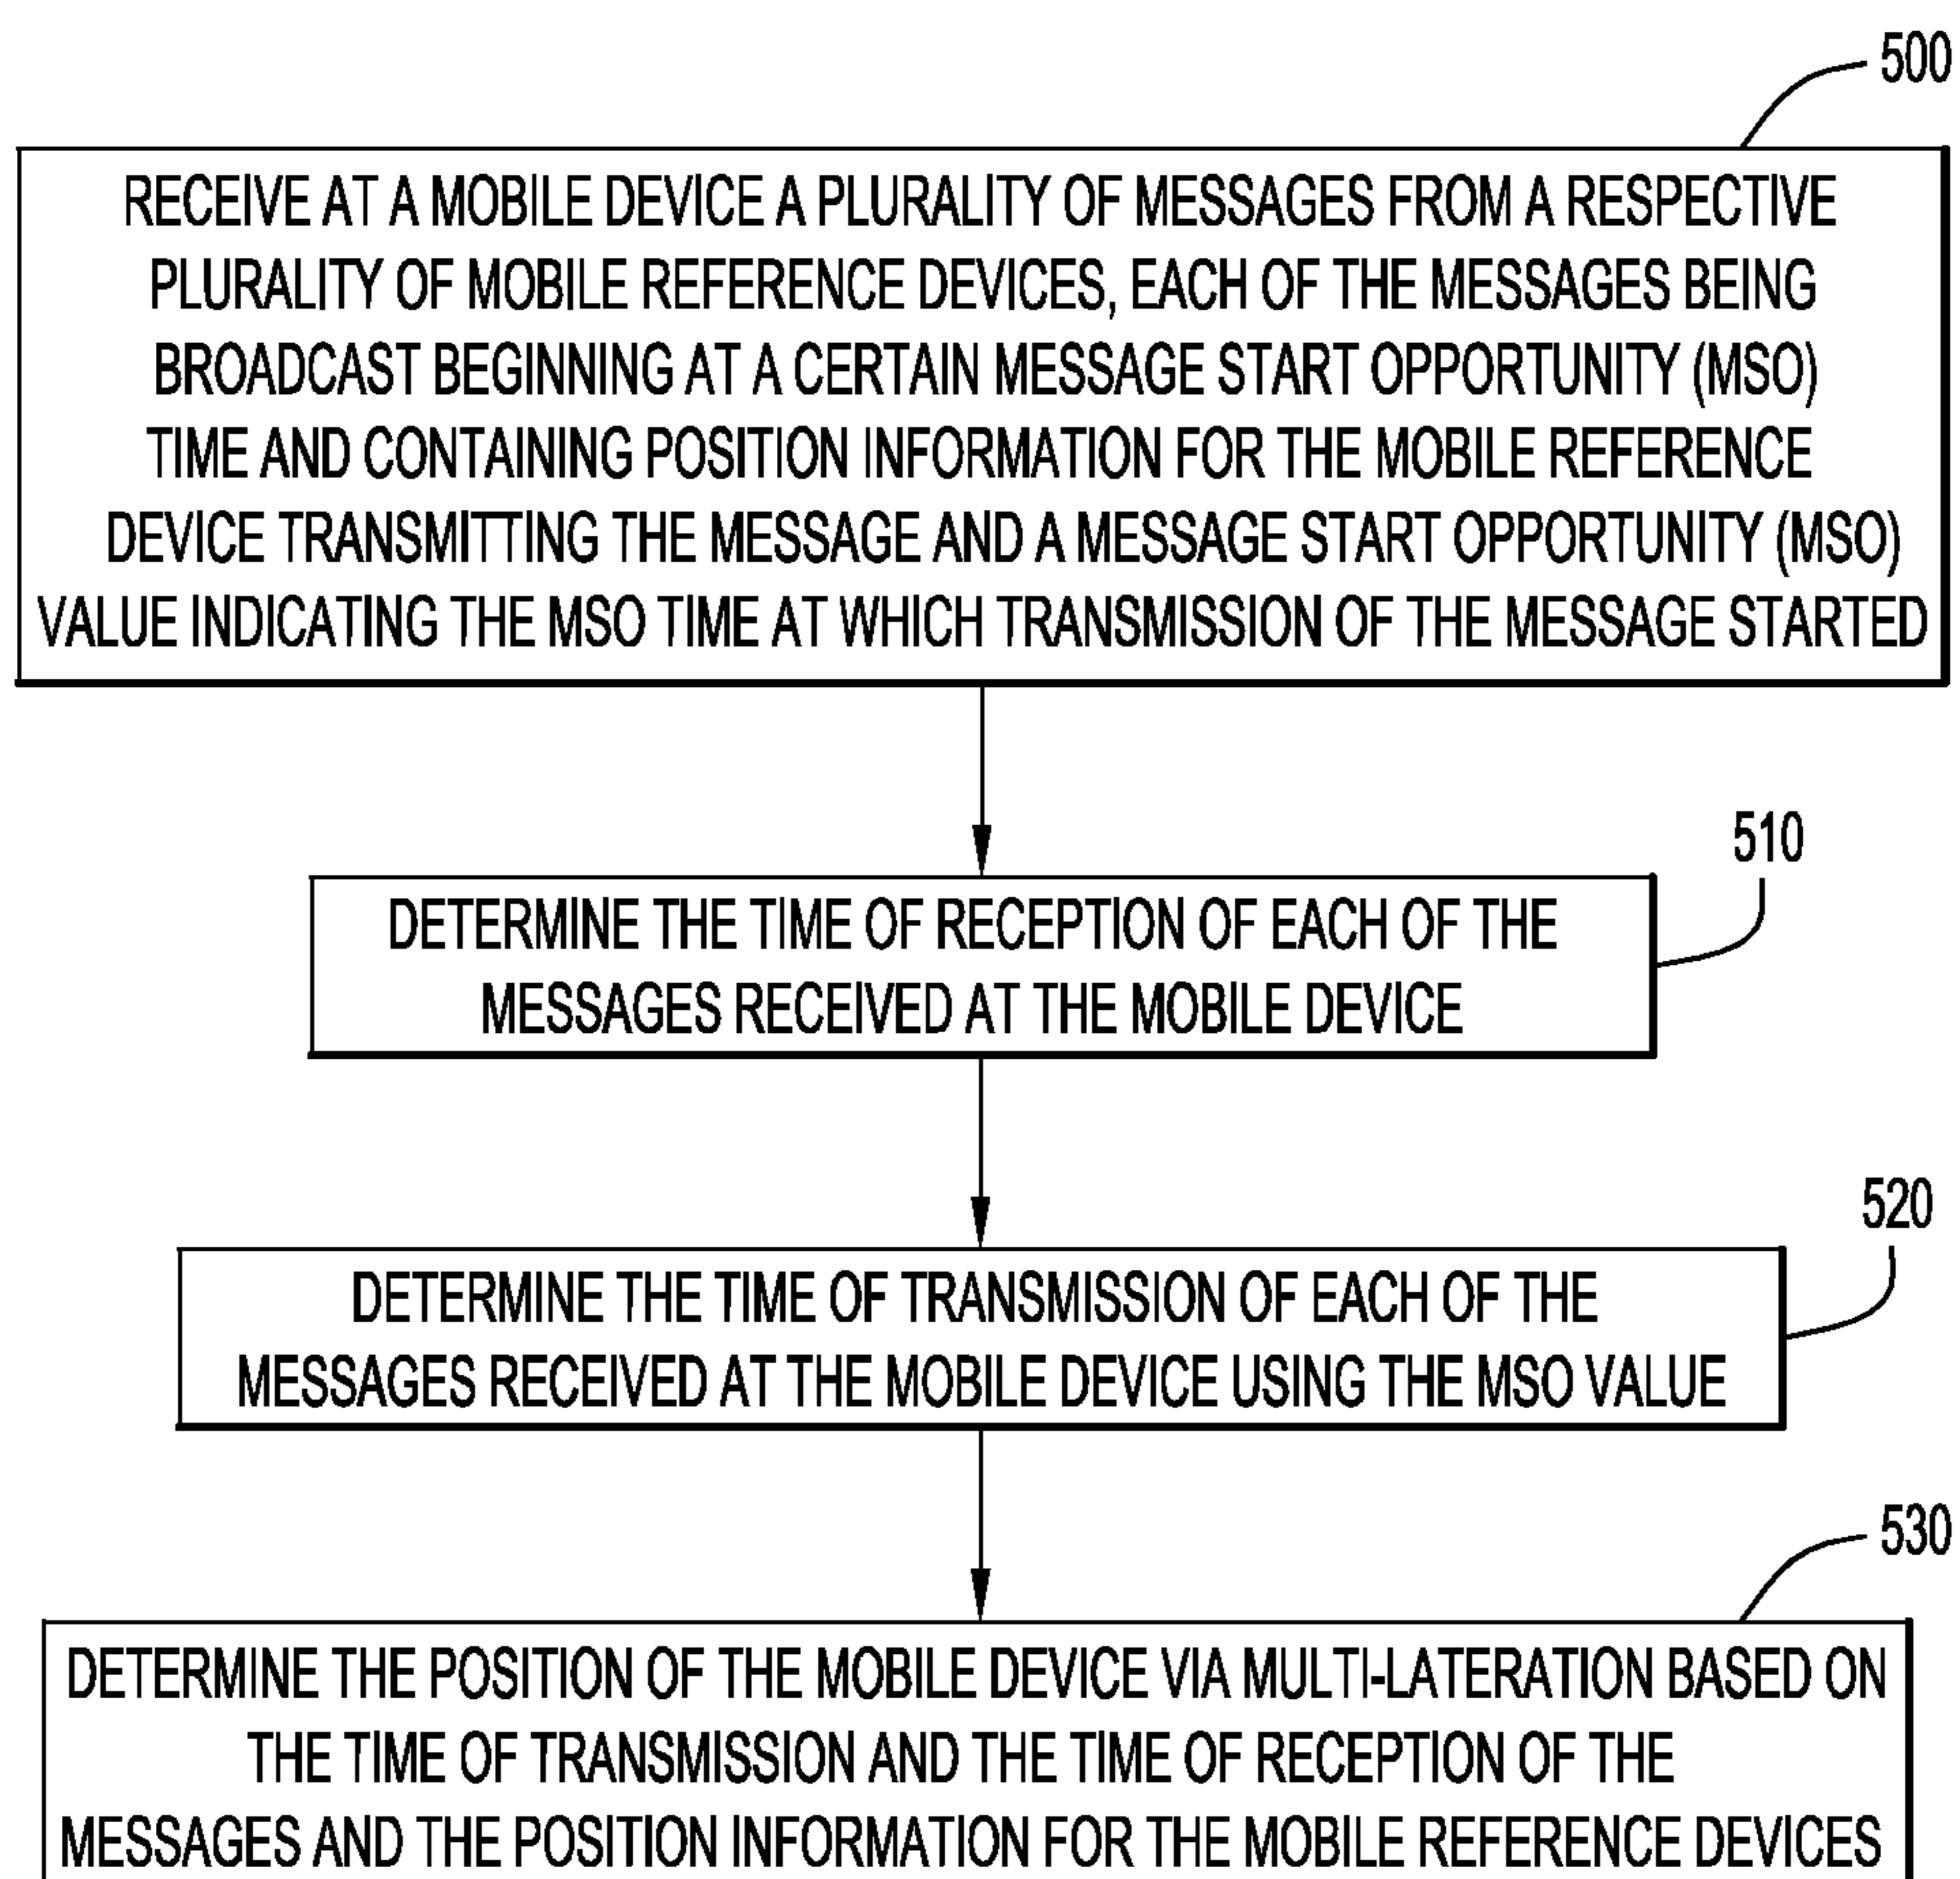 500
RECEIVE AT A MOBILE DEVICE A PLURALITY OF MESSAGES FROM A RESPECTIVE
PLURALITY OF MOBILE REFERENCE DEVICES, EACH OF THE MESSAGES BEING
BROADCAST BEGINNING AT A CERTAIN MESSAGE START OPPORTUNITY (MSO)
TIME AND CONTAINING POSITION INFORMATION FOR THE MOBILE REFERENCE
DEVICE TRANSMITTING THE MESSAGE AND A MESSAGE START OPPORTUNITY (MSO)
VALUE INDICATING THE MSO TIME AT WHICH TRANSMISSION OF THE MESSAGE STARTED
510
DETERMINE THE TIME OF RECEPTION OF EACH OF THE
MESSAGES RECEIVED AT THE MOBILE DEVICE
520
DETERMINE THE TIME OF TRANSMISSION OF EACH OF THE
MESSAGES RECEIVED AT THE MOBILE DEVICE USING THE MSO VALUE
530
DETERMINE THE POSITION OF THE MOBILE DEVICE VIA MULTI-LATERATION BASED ON
THE TIME OF TRANSMISSION AND THE TIME OF RECEPTION OF THE
MESSAGES AND THE POSITION INFORMATION FOR THE MOBILE REFERENCE DEVICES